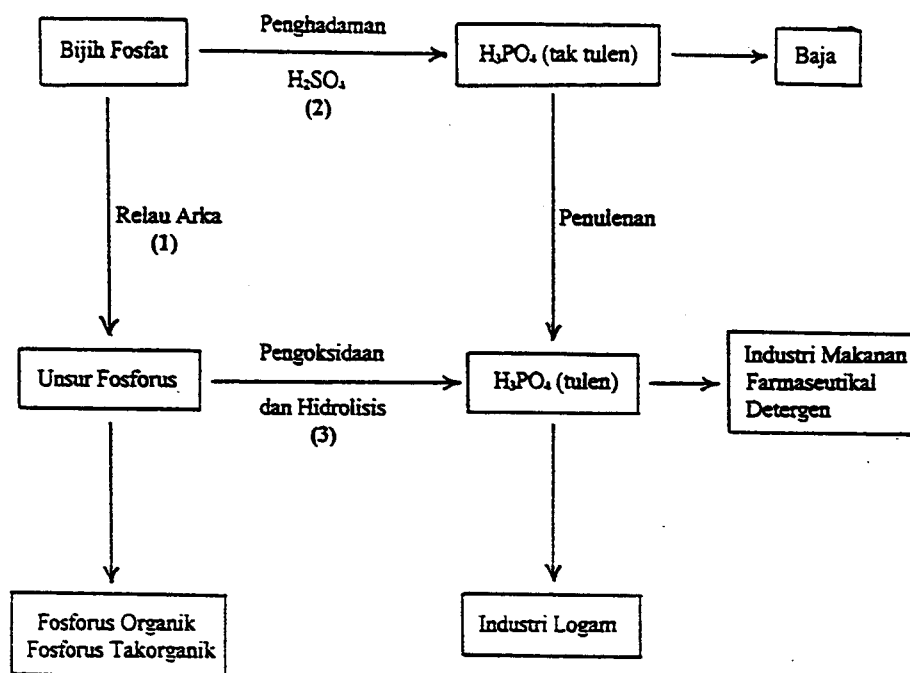 Bijih Fosfat
Penghadaman
H₂SO₄
(2)
H₃PO₄ (tak tulen)
Baja
Relau Arka
(1)
Penulenan
Unsur Fosforus
Pengoksidaan
dan Hidrolisis
(3)
H₃PO₄ (tulen)
Industri Makanan
Farmaseutikal
Detergen
Fosforus Organik
Fosforus Takorganik
Industri Logam